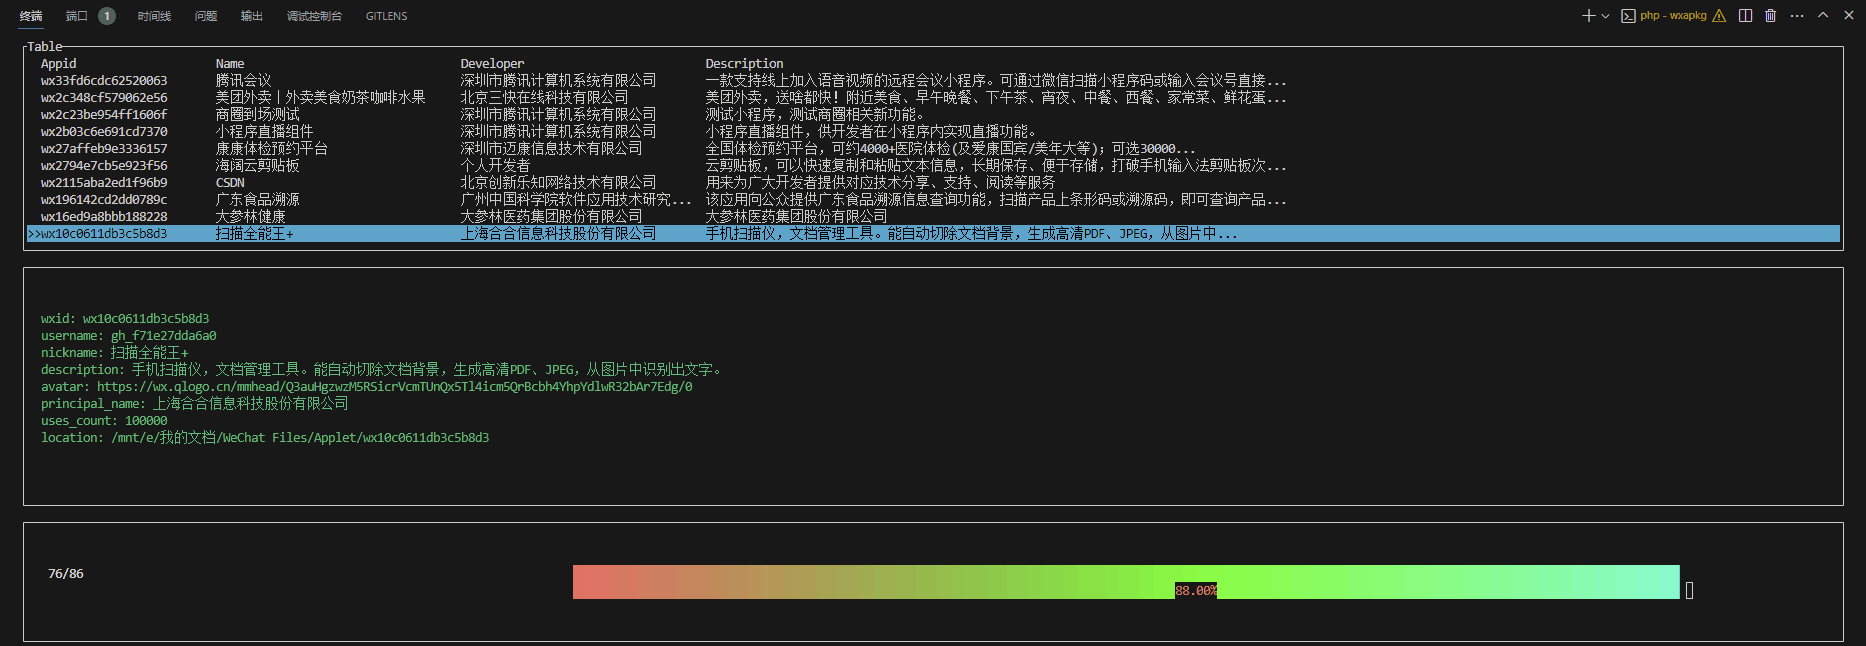 终端 端口 1 时间线 问题 输出 调试控制台 GITLENS php - wxapkg
Table
Appid Name Developer Description
wx33fd6cdc62520063 腾讯会议 深圳市腾讯计算机系统有限公司 一款支持线上加入语音视频的远程会议小程序。可通过微信扫描小程序码或输入会议号直接...
wx2c348cf579062e56 美团外卖丨外卖美食奶茶咖啡水果 北京三快在线科技有限公司 美团外卖，送啥都快！附近美食、早午晚餐、下午茶、宵夜、中餐、西餐、家常菜、鲜花蛋...
wx2c23be954ff1606f 商圈到场测试 深圳市腾讯计算机系统有限公司 测试小程序，测试商圈相关新功能。
wx2b03c6e691cd7370 小程序直播组件 深圳市腾讯计算机系统有限公司 小程序直播组件，供开发者在小程序内实现直播功能。
wx27affeb9e3336157 康康体检预约平台 深圳市迈康信息技术有限公司 全国体检预约平台，可约4000+医院体检(及爱康国宾/美年大等)；可选30000...
wx2794e7cb5e923f56 海阔云剪贴板 个人开发者 云剪贴板，可以快速复制和粘贴文本信息，长期保存、便于存储，打破手机输入法剪贴板次...
wx2115aba2ed1f96b9 CSDN 北京创新乐知网络技术有限公司 用来为广大开发者提供对应技术分享、支持、阅读等服务
wx196142cd2dd0789c 广东食品溯源 广州中国科学院软件应用技术研究... 该应用向公众提供广东食品溯源信息查询功能，扫描产品上条形码或溯源码，即可查询产品...
wx16ed9a8bbb188228 大参林健康 大参林医药集团股份有限公司 大参林医药集团股份有限公司
>>wx10c0611db3c5b8d3 扫描全能王+ 上海合合信息科技股份有限公司 手机扫描仪，文档管理工具。能自动切除文档背景，生成高清PDF、JPEG，从图片中...
wxid: wx10c0611db3c5b8d3
username: gh_f71e27dda6a0
nickname: 扫描全能王+
description: 手机扫描仪，文档管理工具。能自动切除文档背景，生成高清PDF、JPEG，从图片中识别出文字。
avatar: https://wx.qlogo.cn/mmhead/Q3auHgzwzM5RSicrVcmTUnQx5Tl4icm5QrBcbh4YhpYdlwR32bAr7Edg/0
principal_name: 上海合合信息科技股份有限公司
uses_count: 100000
location: /mnt/e/我的文档/WeChat Files/Applet/wx10c0611db3c5b8d3
76/86
88.00%